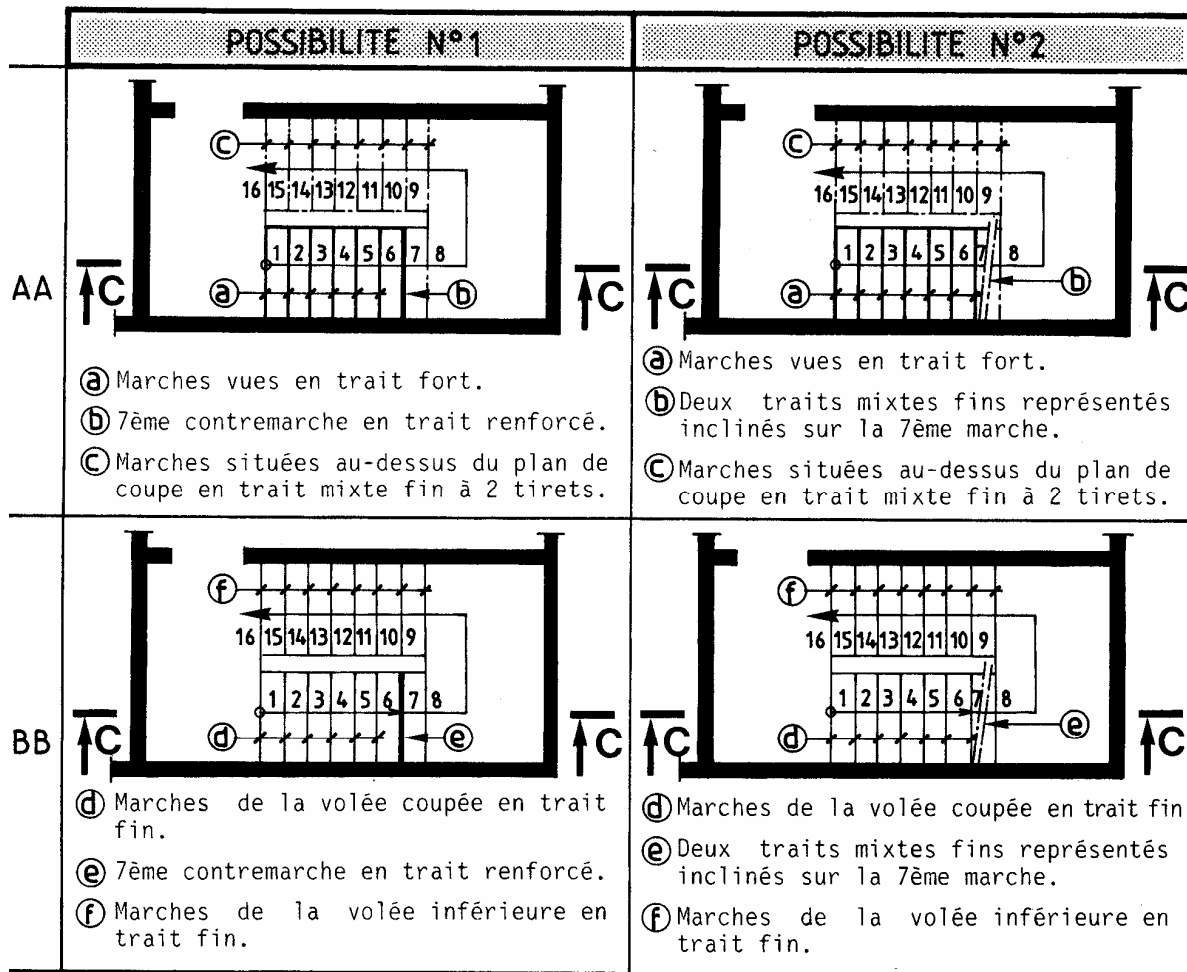 POSSIBILITE N°1
POSSIBILITE N°2
AA
c
16 15 14 13 12 11 10 9
1 2 3 4 5 6 7 8
C
a
b
C
a Marches vues en trait fort.
b 7ème contremarche en trait renforcé.
c Marches situées au-dessus du plan de
coupe en trait mixte fin à 2 tirets.
c
16 15 14 13 12 11 10 9
1 2 3 4 5 6 7 8
C
a
b
C
a Marches vues en trait fort.
b Deux traits mixtes fins représentés
inclinés sur la 7ème marche.
c Marches situées au-dessus du plan de
coupe en trait mixte fin à 2 tirets.
BB
f
16 15 14 13 12 11 10 9
1 2 3 4 5 6 7 8
C
d
e
C
d Marches de la volée coupée en trait
fin.
e 7ème contremarche en trait renforcé.
f Marches de la volée inférieure en
trait fin.
f
16 15 14 13 12 11 10 9
1 2 3 4 5 6 7 8
C
d
e
C
d Marches de la volée coupée en trait fin
e Deux traits mixtes fins représentés
inclinés sur la 7ème marche.
f Marches de la volée inférieure en
trait fin.